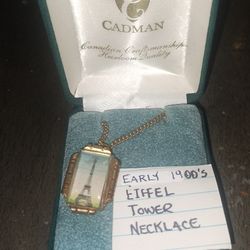 CADMAN
Canadian Craftsmanship
Heirloom Quality
EARLY 1900's
EIFFEL
TOWER
NECKLACE